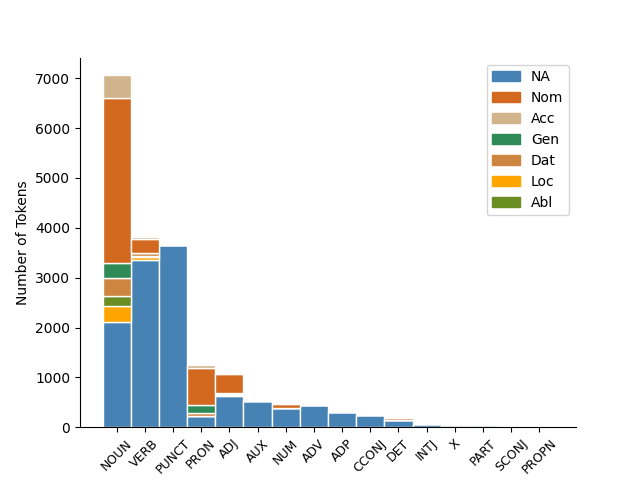 7000
6000
5000
4000
3000
2000
1000
0
Number of Tokens
NA
Nom
Acc
Gen
Dat
Loc
Abl
NOUN
VERB
PUNCT
PRON
ADJ
AUX
NUM
ADV
ADP
CCONJ
DET
INTJ
X
PART
SCONJ
PROPN